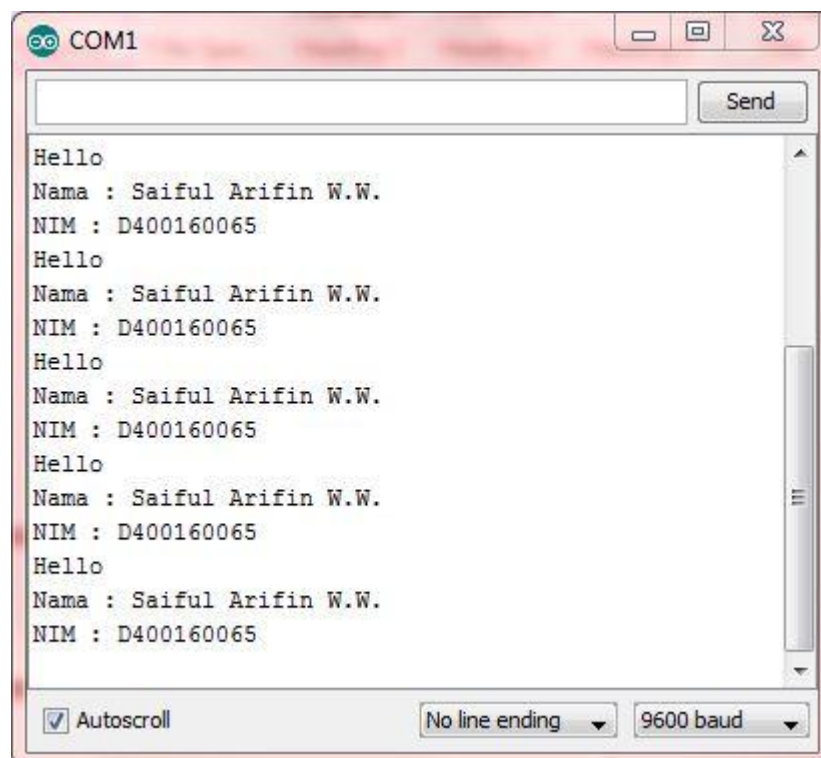 COM1
Send
Hello
Nama : Saiful Arifin W.W.
NIM : D400160065
Hello
Nama : Saiful Arifin W.W.
NIM : D400160065
Hello
Nama : Saiful Arifin W.W.
NIM : D400160065
Hello
Nama : Saiful Arifin W.W.
NIM : D400160065
Hello
Nama : Saiful Arifin W.W.
NIM : D400160065
Autoscroll No line ending 9600 baud